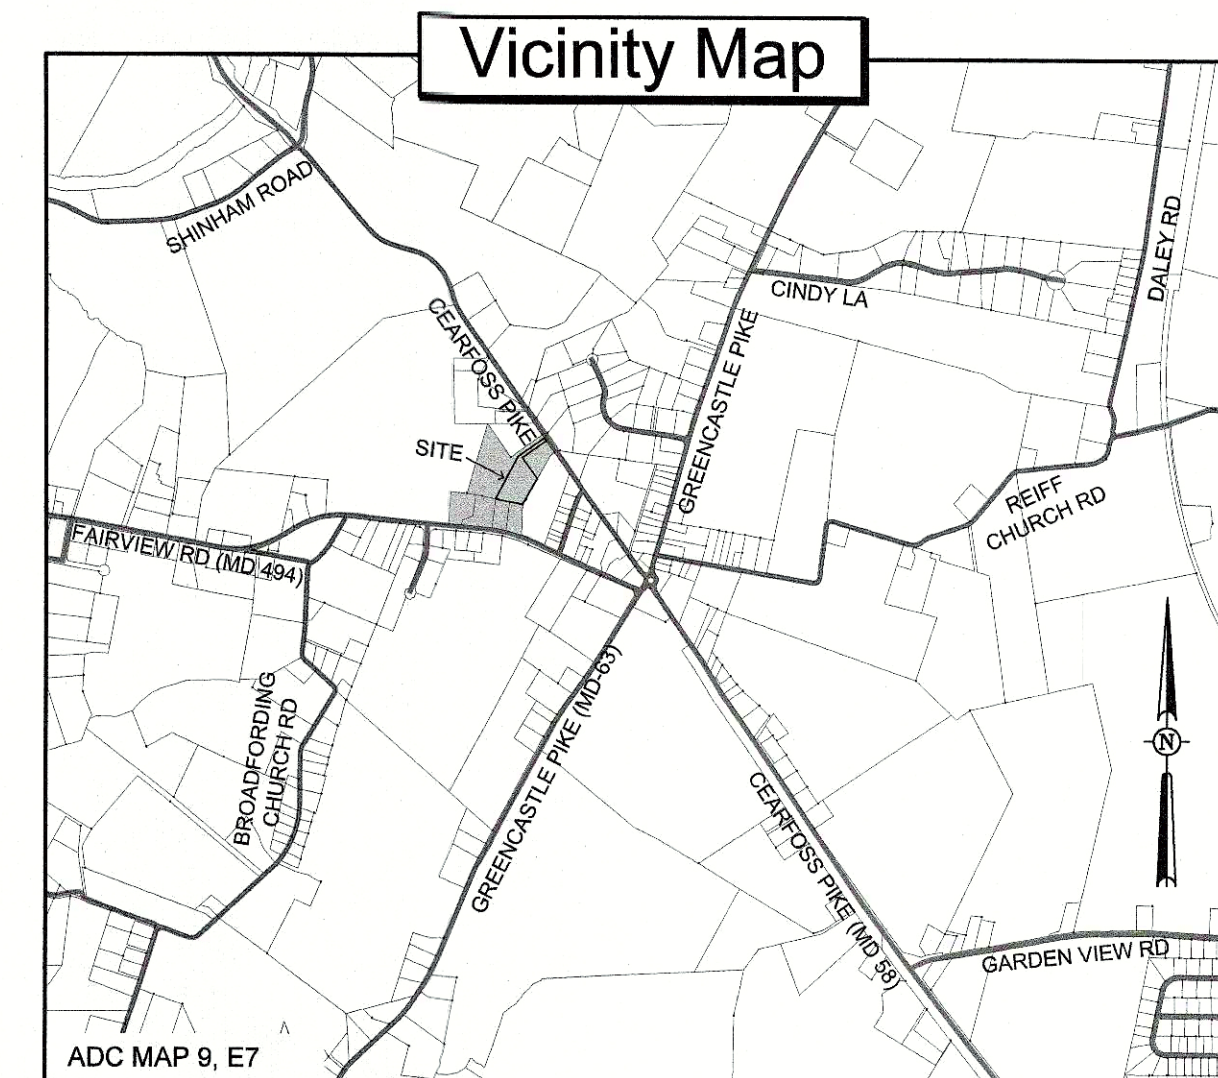 Vicinity Map
SHINHAM ROAD
DALEY RD
CINDY LA
CEARFOSS PIKE
GREENCASTLE PIKE
SITE
REIFF
CHURCH RD
FAIRVIEW RD (MD 494)
N
BROADFORDING
CHURCH RD
GREENCASTLE PIKE (MD-63)
CEARFOSS PIKE (MD 58)
GARDEN VIEW RD
ADC MAP 9, E7